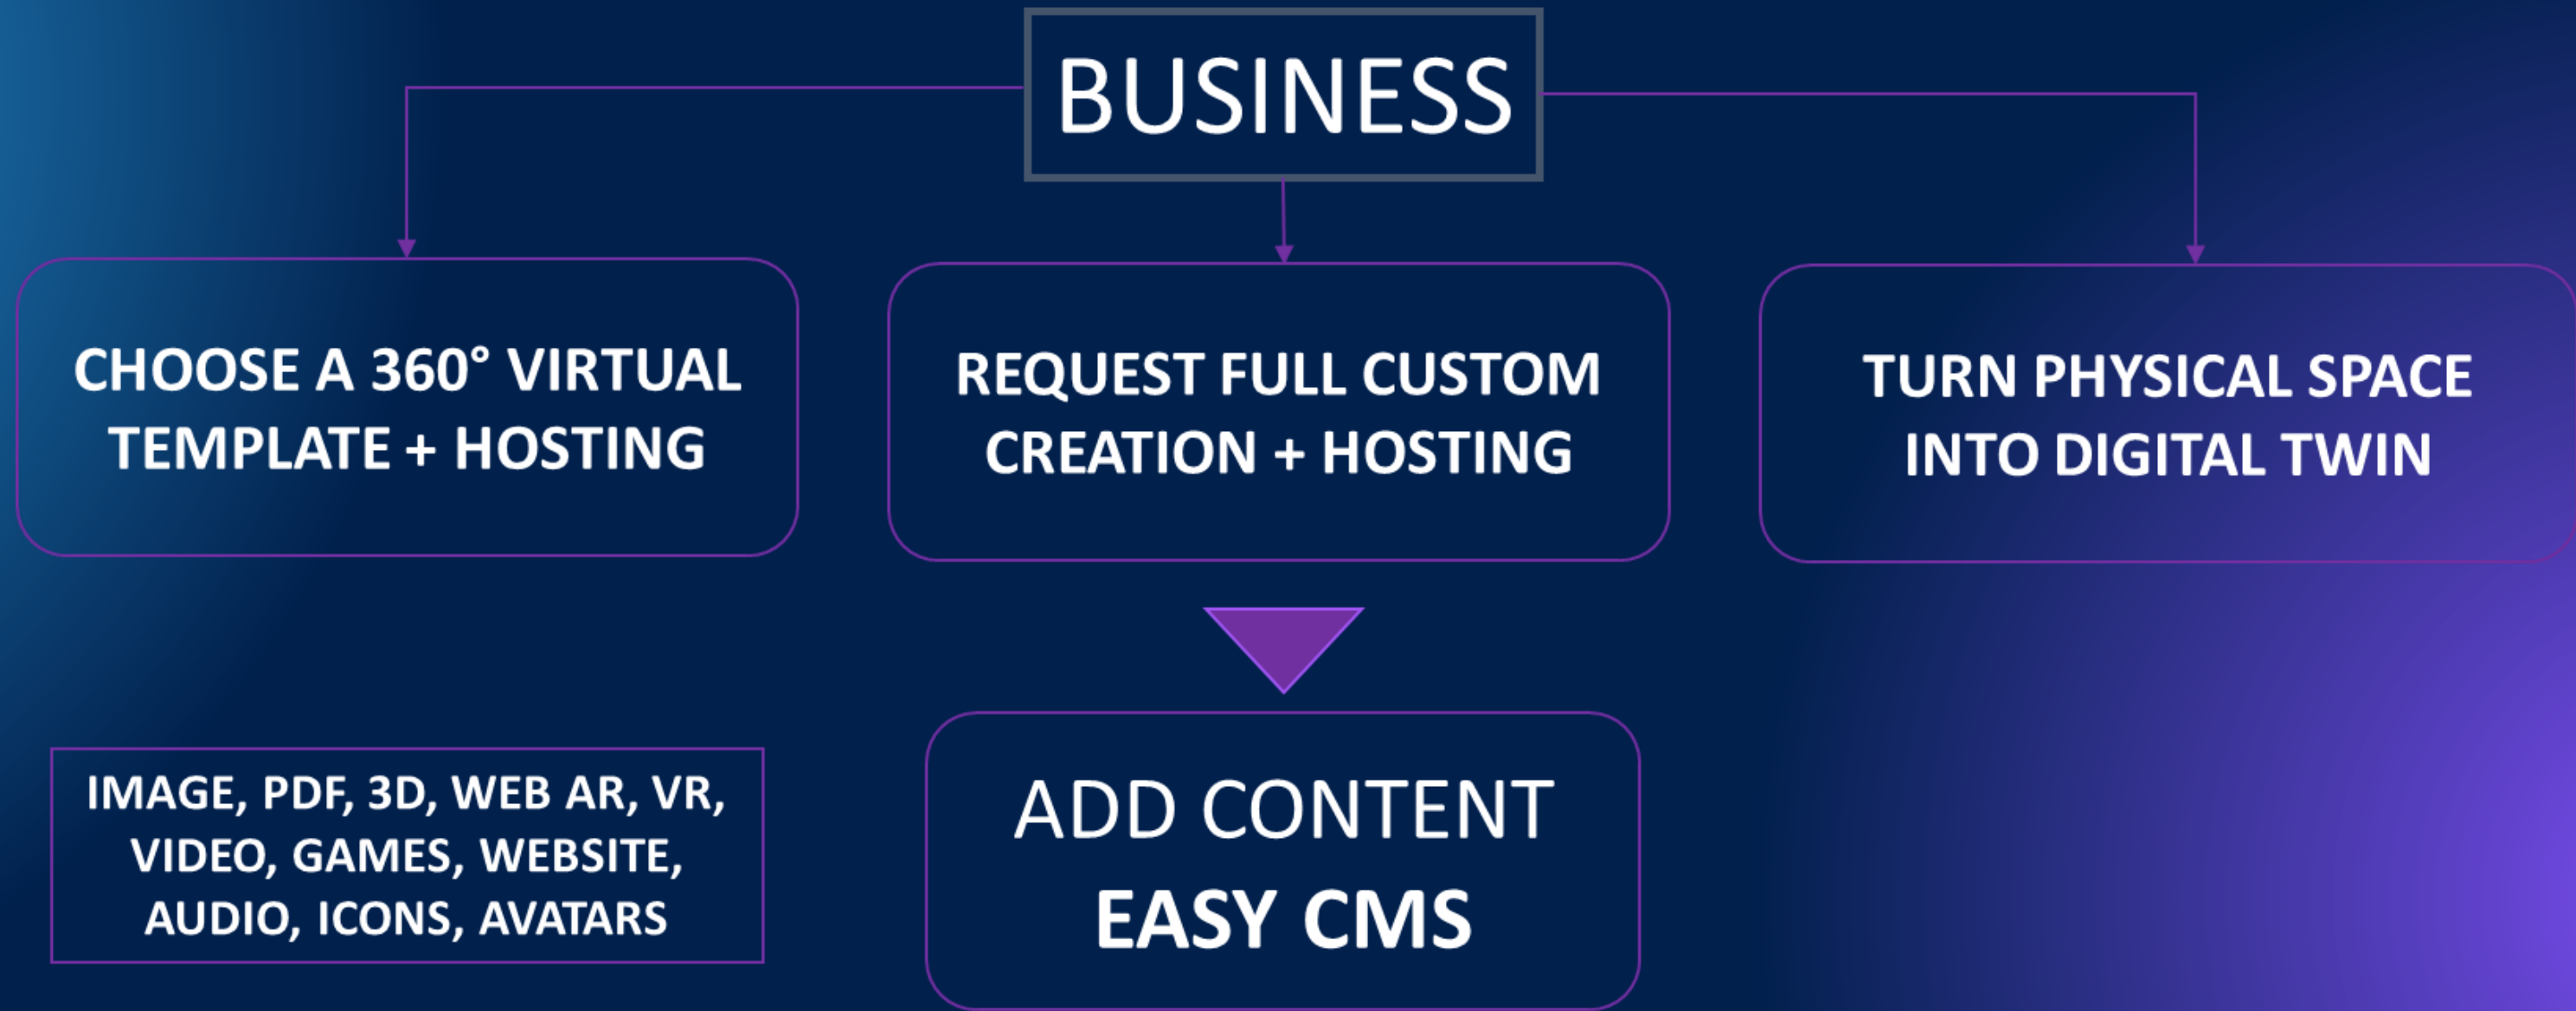 BUSINESS
CHOOSE A 360° VIRTUAL
TEMPLATE + HOSTING
REQUEST FULL CUSTOM
CREATION + HOSTING
TURN PHYSICAL SPACE
INTO DIGITAL TWIN
IMAGE, PDF, 3D, WEB AR, VR,
VIDEO, GAMES, WEBSITE,
AUDIO, ICONS, AVATARS
ADD CONTENT
EASY CMS